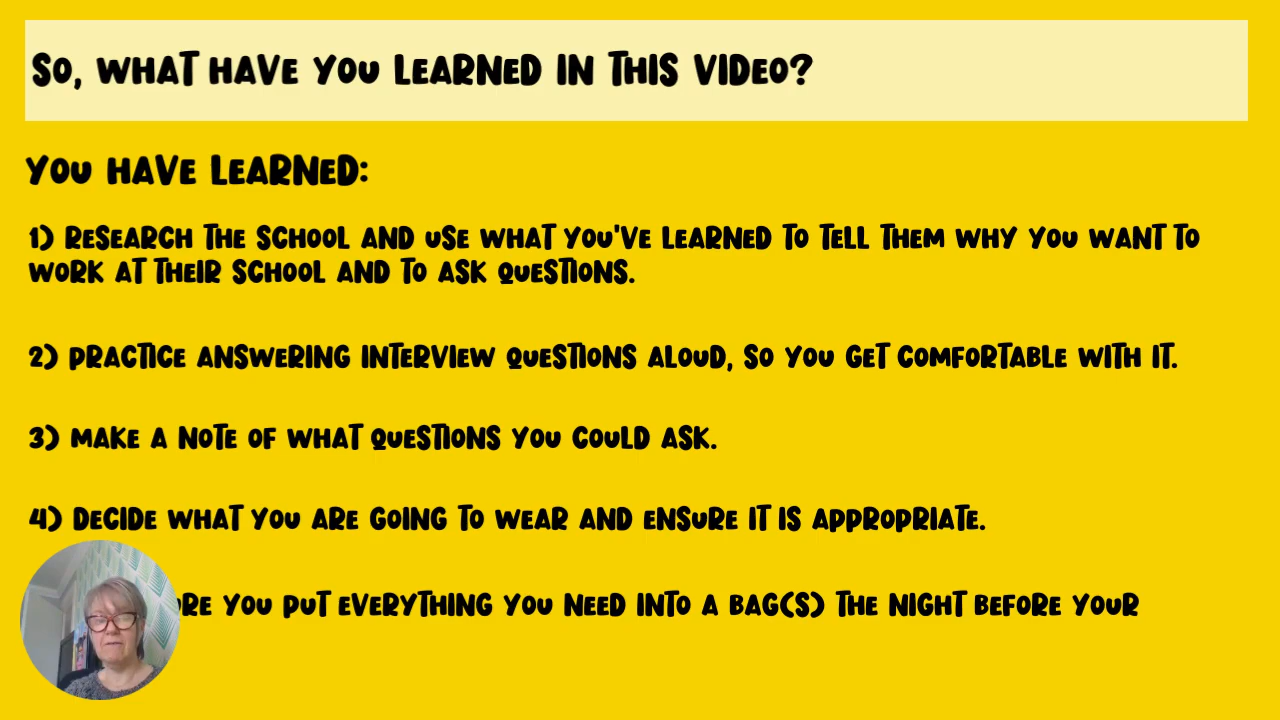 SO, WHAT HAVE YOU LEARNED IN THIS VIDEO?
YOU HAVE LEARNED:
1) RESEARCH THE SCHOOL AND USE WHAT YOU'VE LEARNED TO TELL THEM WHY YOU WANT TO
WORK AT THEIR SCHOOL AND TO ASK QUESTIONS.
2) PRACTICE ANSWERING INTERVIEW QUESTIONS ALOUD, SO YOU GET COMFORTABLE WITH IT.
3) MAKE A NOTE OF WHAT QUESTIONS YOU COULD ASK.
4) DECIDE WHAT YOU ARE GOING TO WEAR AND ENSURE IT IS APPROPRIATE.
YOU PUT EVERYTHING YOU NEED INTO A BAG(S) THE NIGHT BEFORE YOUR